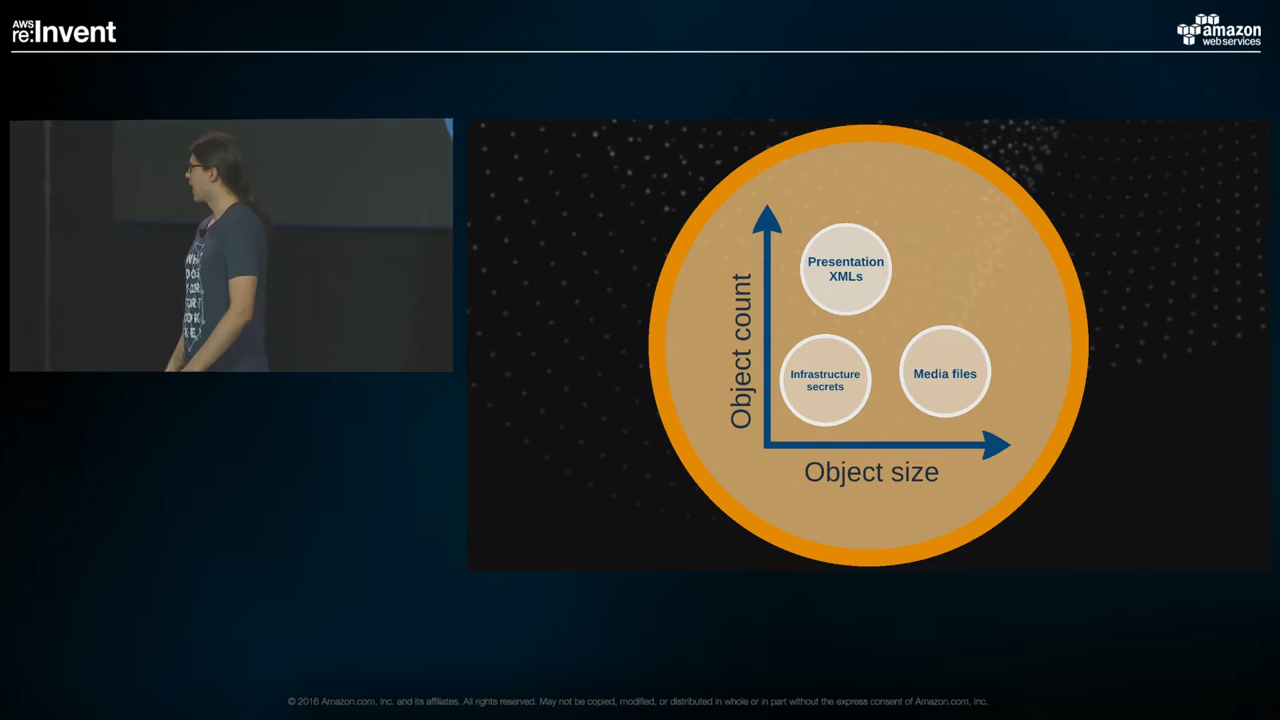 AWS
re:Invent
amazon
web services
Presentation
XMLs
Object count
Infrastructure
secrets
Media files
Object size
© 2016 Amazon.com, Inc. and its affiliates. All rights reserved. May not be copied, modified, or distributed in whole or in part without the express consent of Amazon.com, Inc.